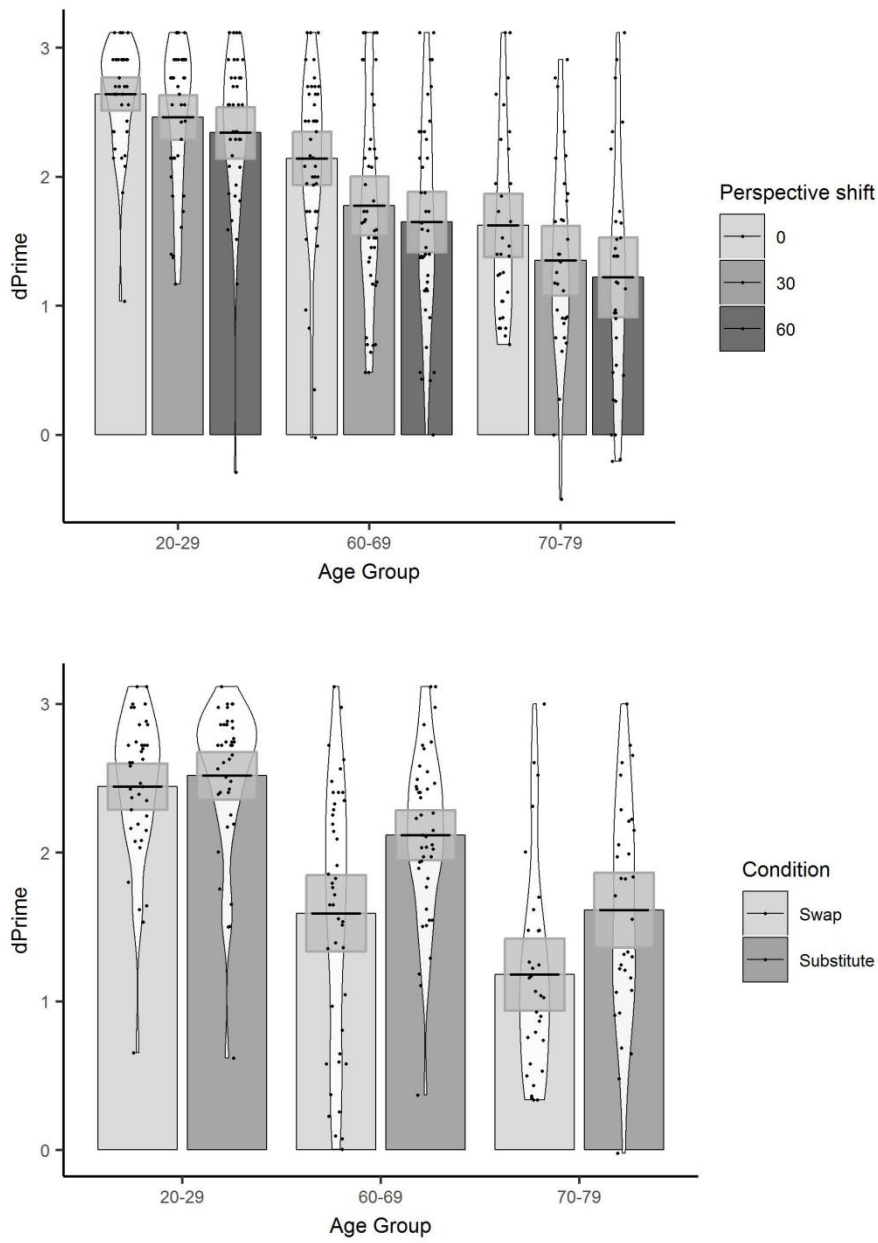 3
2
1
0
dPrime
20-29 60-69 70-79
Age Group
Perspective shift
0
30
60
3
2
1
0
dPrime
20-29 60-69 70-79
Age Group
Condition
Swap
Substitute